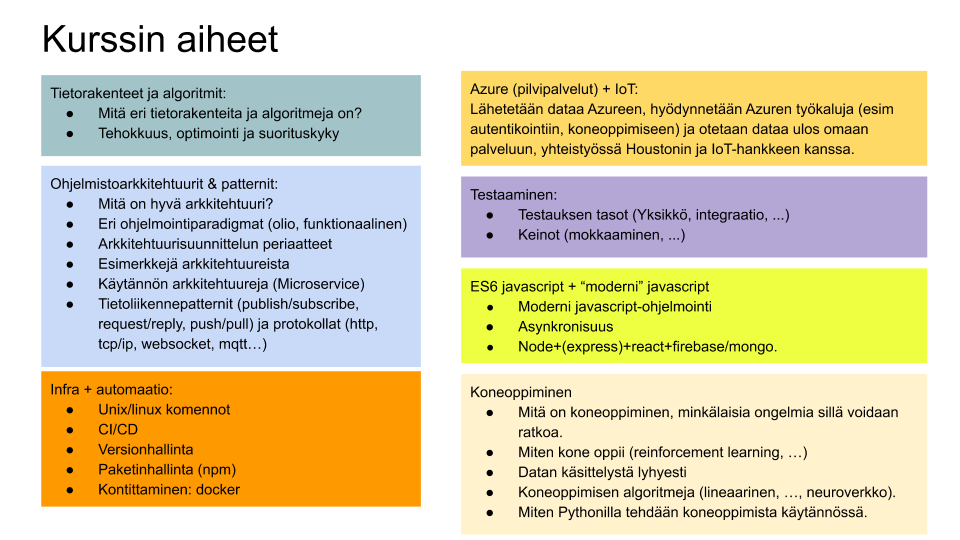 Kurssin aiheet
Tietorakenteet ja algoritmit:
● Mitä eri tietorakenteita ja algoritmeja on?
● Tehokkuus, optimointi ja suorituskyky
Ohjelmistoarkkitehtuurit & patternit:
● Mitä on hyvä arkkitehtuuri?
● Eri ohjelmointiparadigmat (olio, funktionaalinen)
● Arkkitehtuurisuunnittelun periaatteet
● Esimerkkejä arkkitehtuureista
● Käytännön arkkitehtuureja (Microservice)
● Tietoliikennepatternit (publish/subscribe,
request/reply, push/pull) ja protokollat (http,
tcp/ip, websocket, mqtt…)
Infra + automaatio:
● Unix/linux komennot
● CI/CD
● Versionhallinta
● Paketinhallinta (npm)
● Kontittaminen: docker
Azure (pilvipalvelut) + IoT:
Lähetetään dataa Azureen, hyödynnetään Azuren työkaluja (esim
autentikointiin, koneoppimiseen) ja otetaan dataa ulos omaan
palveluun, yhteistyössä Houstonin ja IoT-hankkeen kanssa.
Testaaminen:
● Testauksen tasot (Yksikkö, integraatio, ...)
● Keinot (mokkaaminen, ...)
ES6 javascript + “moderni” javascript
● Moderni javascript-ohjelmointi
● Asynkronisuus
● Node+(express)+react+firebase/mongo.
Koneoppiminen
● Mitä on koneoppiminen, minkälaisia ongelmia sillä voidaan
ratkoa.
● Miten kone oppii (reinforcement learning, …)
● Datan käsittelystä lyhyesti
● Koneoppimisen algoritmeja (lineaarinen, …, neuroverkko).
● Miten Pythonilla tehdään koneoppimista käytännössä.